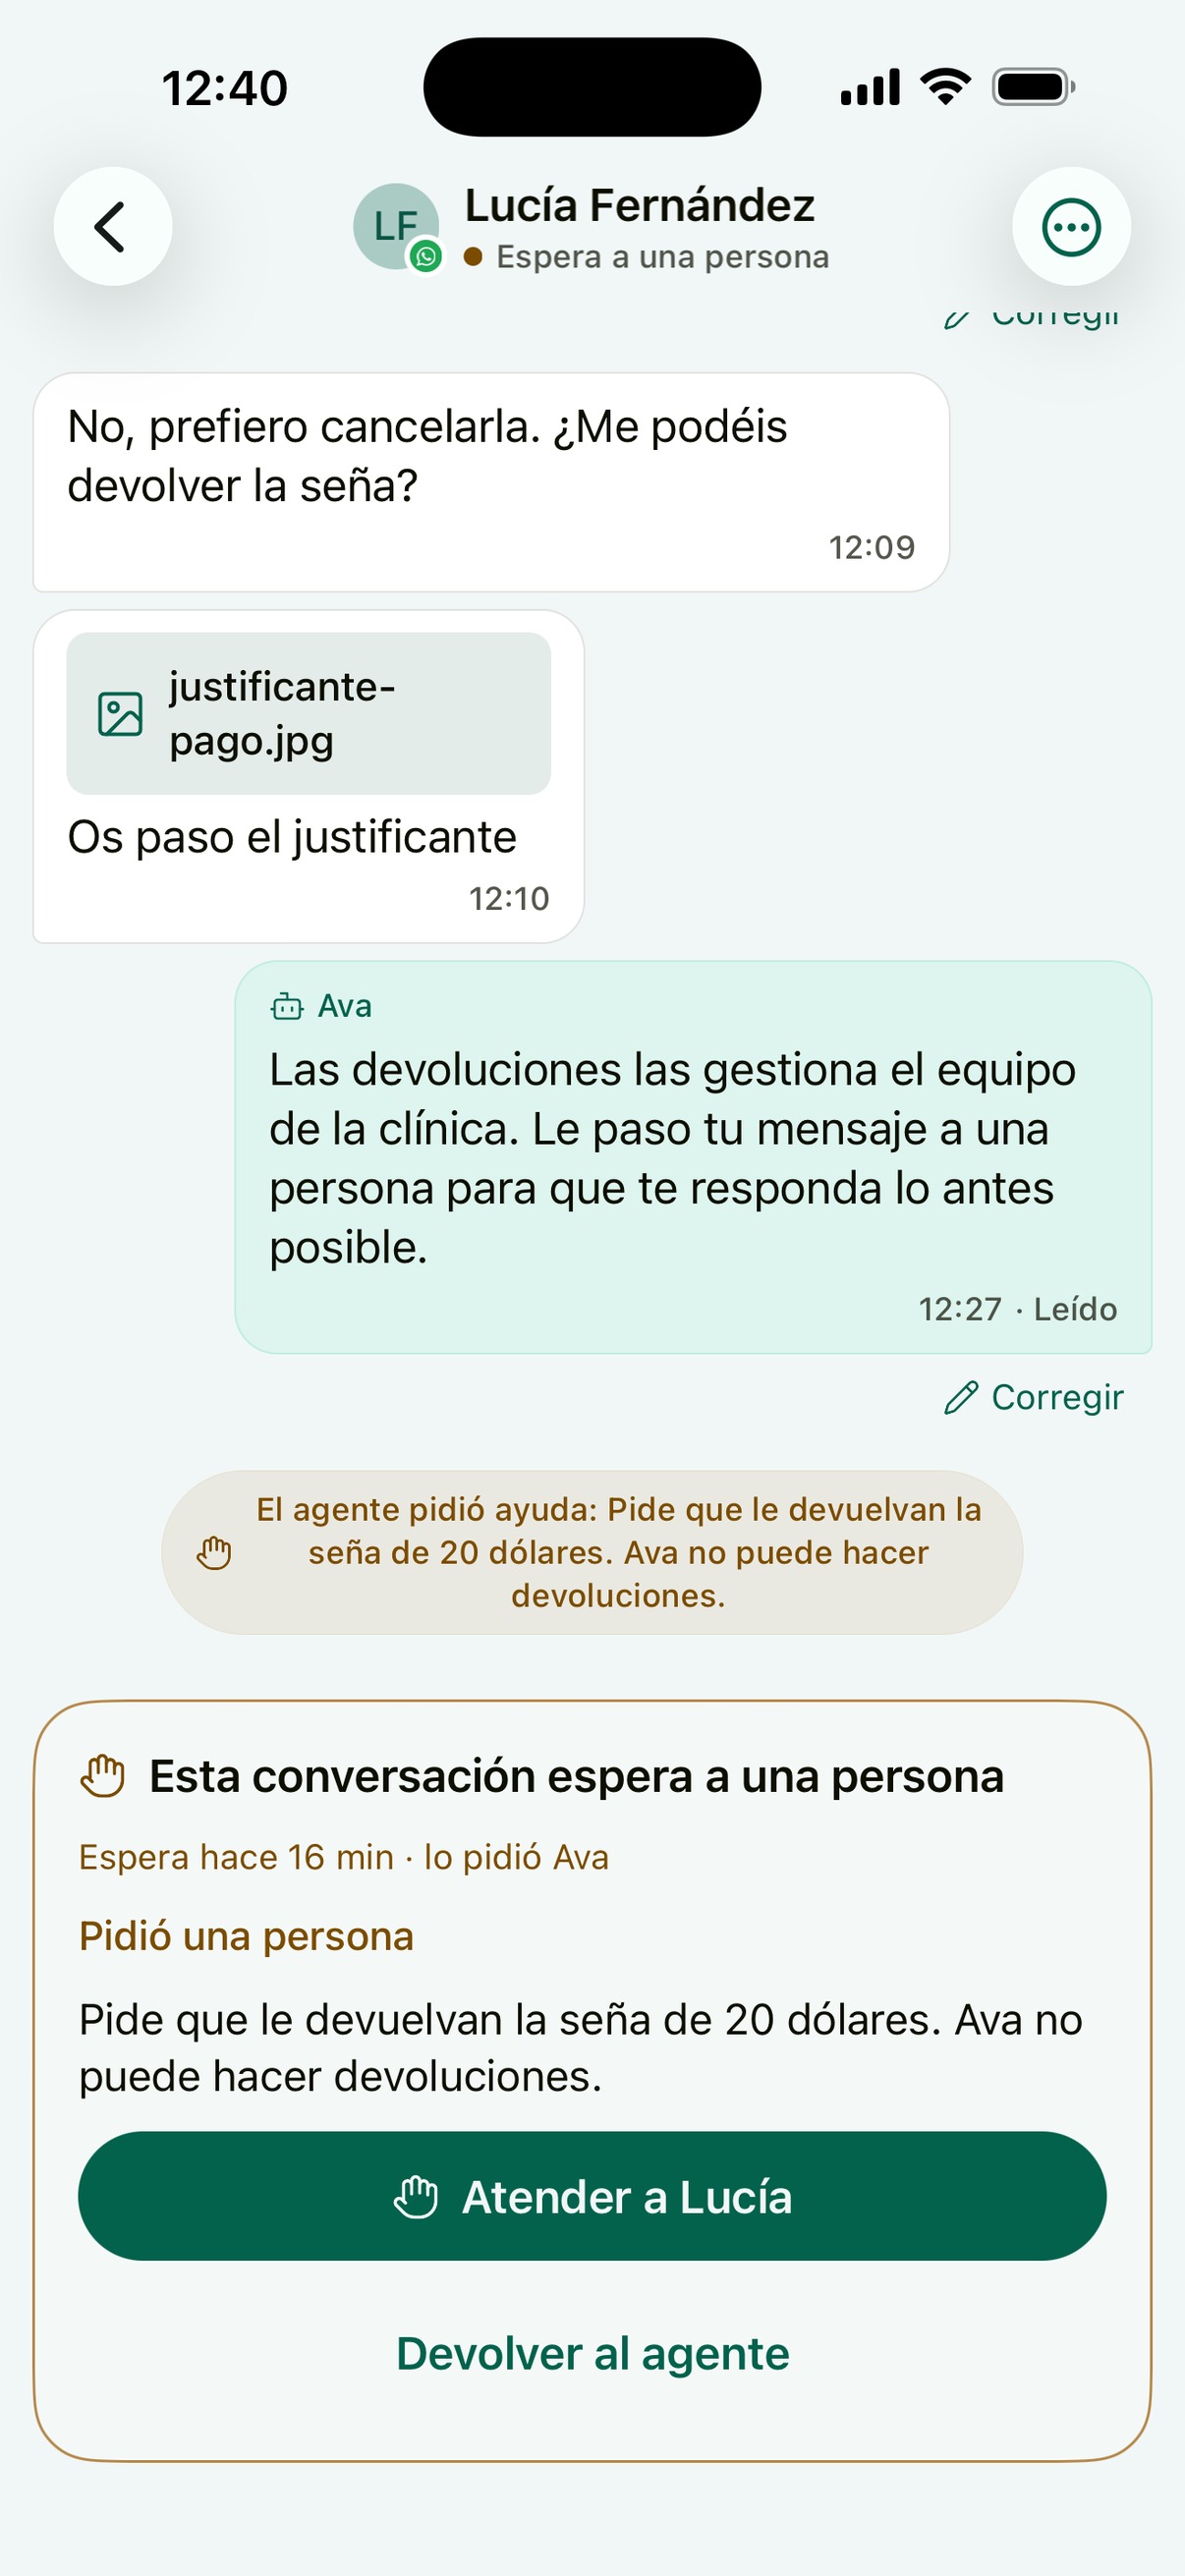 12:40
LF
Lucía Fernández
Espera a una persona
Corregir
No, prefiero cancelarla. ¿Me podéis
devolver la seña?
12:09
justificante-
pago.jpg
Os paso el justificante
12:10
Ava
Las devoluciones las gestiona el equipo
de la clínica. Le paso tu mensaje a una
persona para que te responda lo antes
posible.
12:27 · Leído
Corregir
El agente pidió ayuda: Pide que le devuelvan la
seña de 20 dólares. Ava no puede hacer
devoluciones.
Esta conversación espera a una persona
Espera hace 16 min · lo pidió Ava
Pidió una persona
Pide que le devuelvan la seña de 20 dólares. Ava no
puede hacer devoluciones.
Atender a Lucía
Devolver al agente